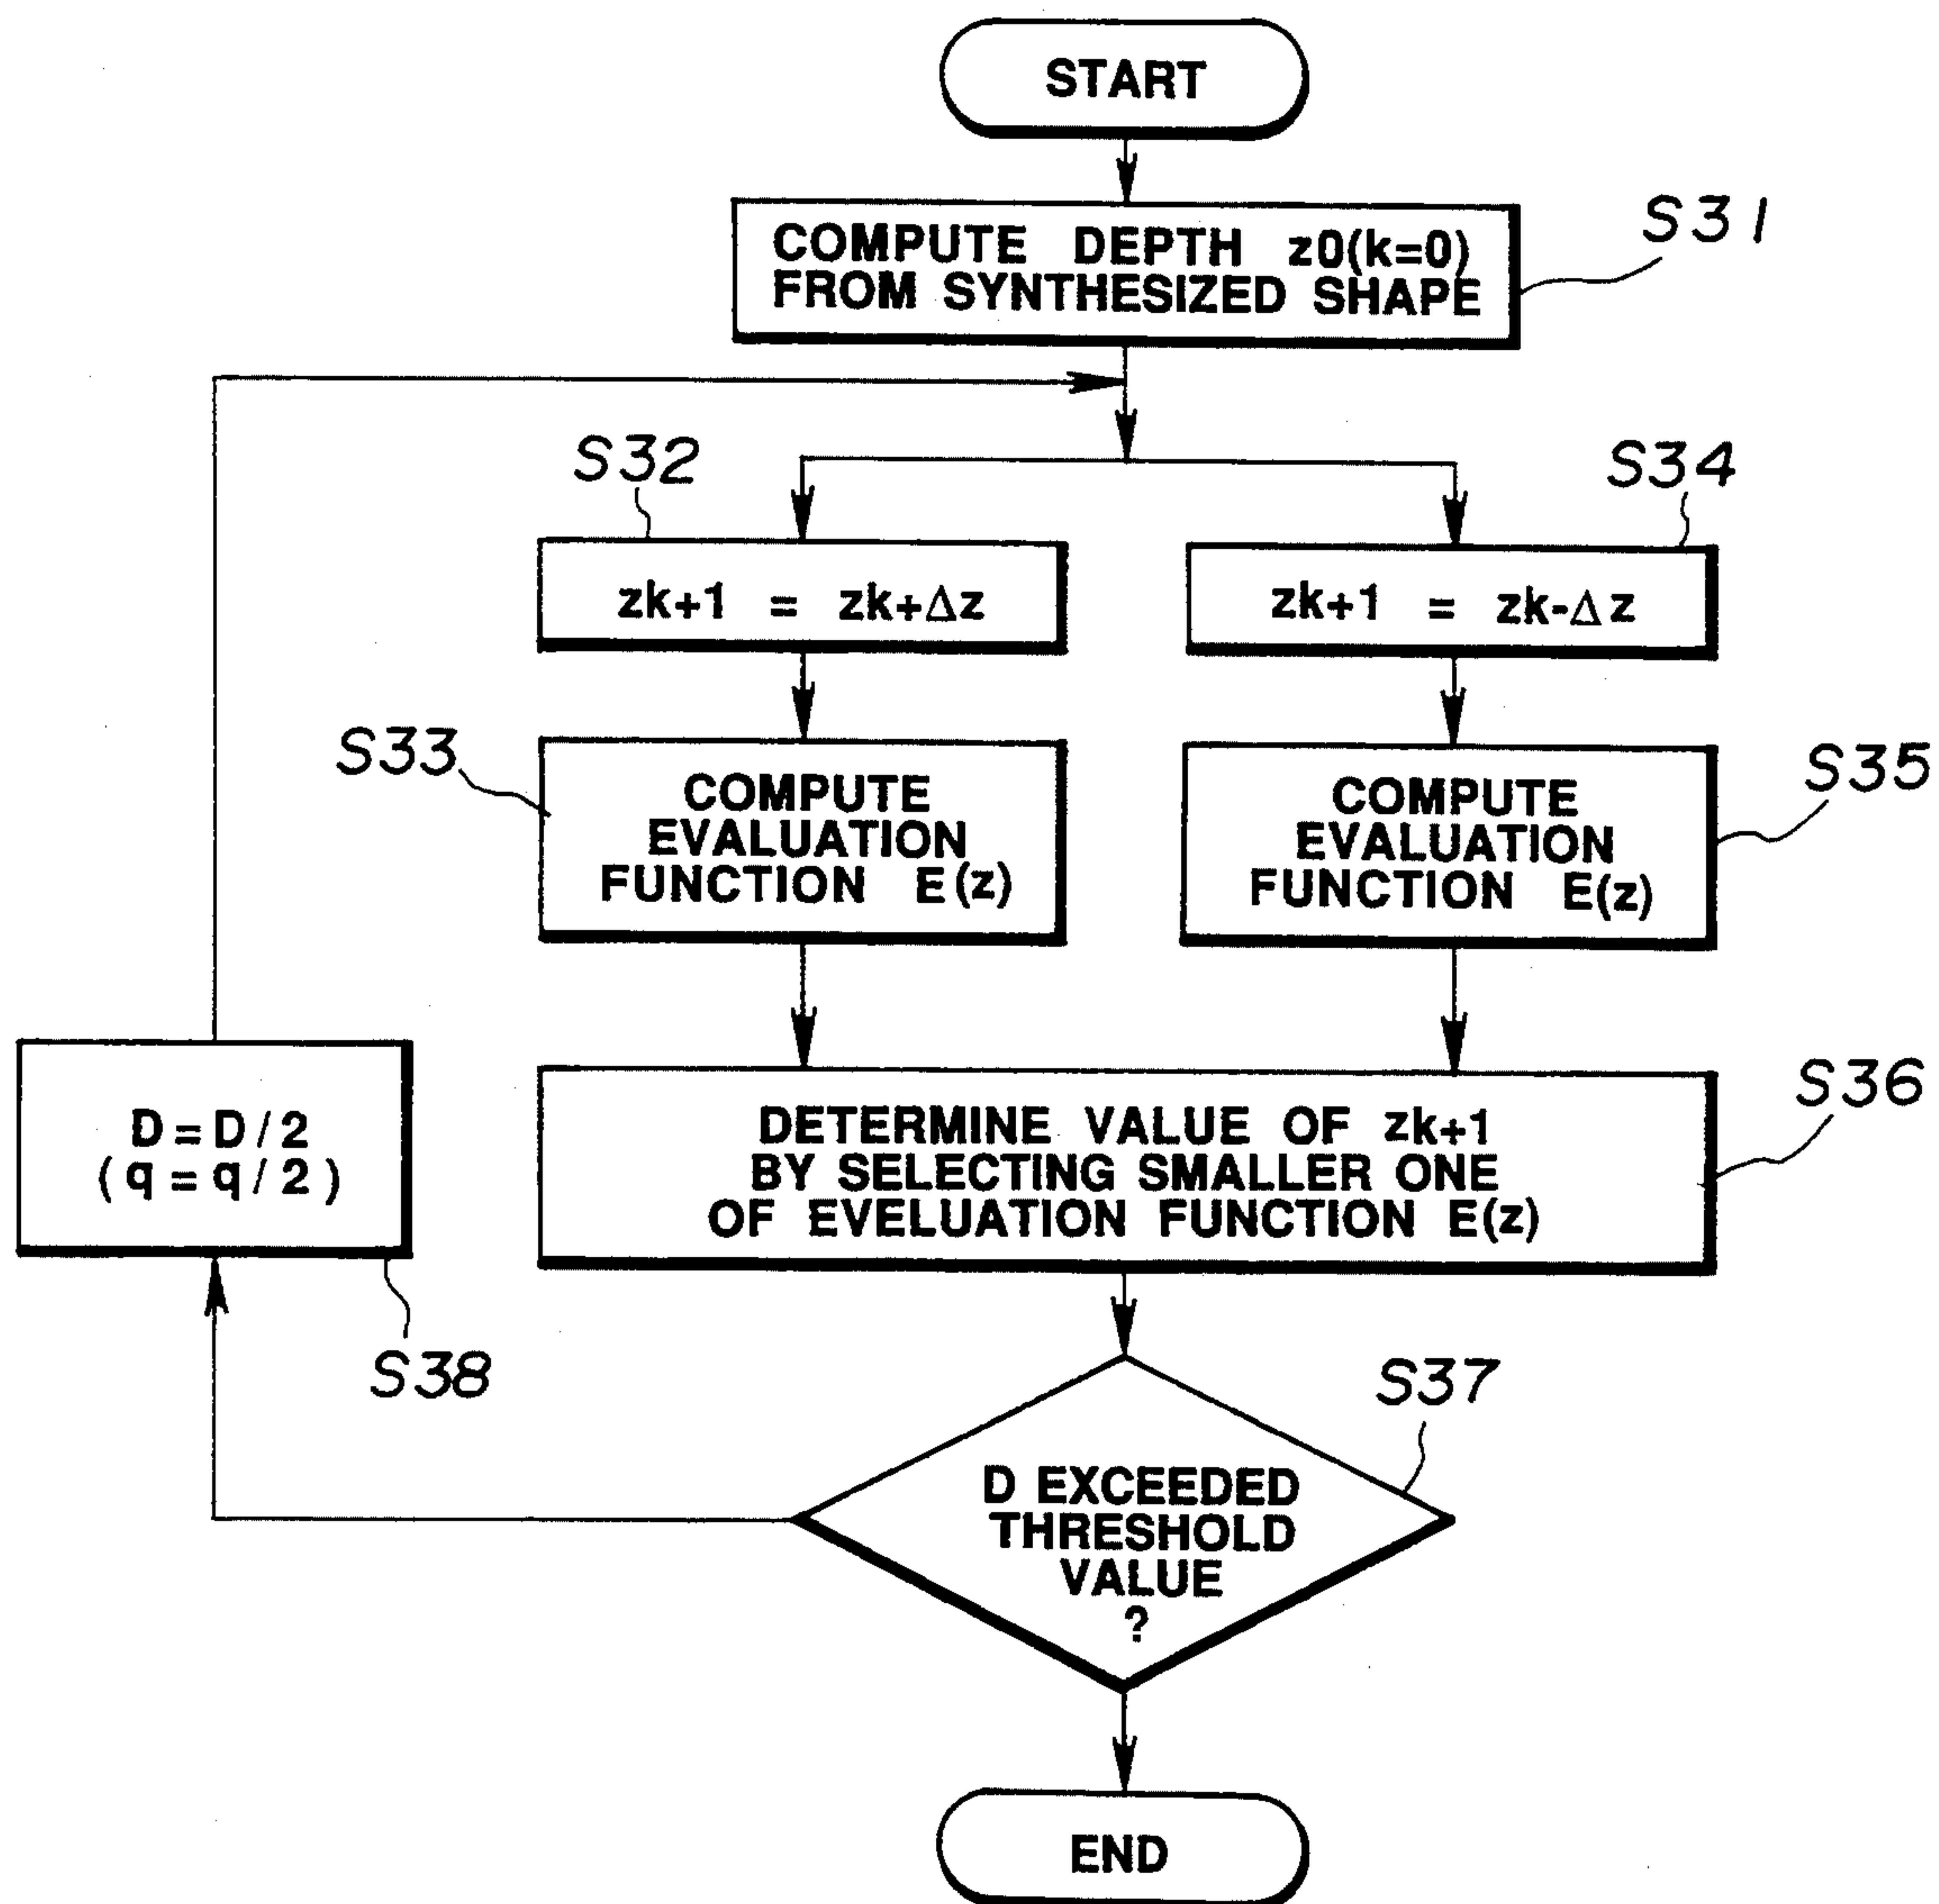 START
COMPUTE DEPTH z0(k=0)
FROM SYNTHESIZED SHAPE
S31
S32
S34
zk+1 = zk+Δz
zk+1 = zk-Δz
S33
COMPUTE
EVALUATION
FUNCTION E(z)
COMPUTE
EVALUATION
FUNCTION E(z)
S35
D=D/2
(q=q/2)
S38
DETERMINE VALUE OF zk+1
BY SELECTING SMALLER ONE
OF EVELUATION FUNCTION E(z)
S36
S37
D EXCEEDED
THRESHOLD
VALUE
?
END